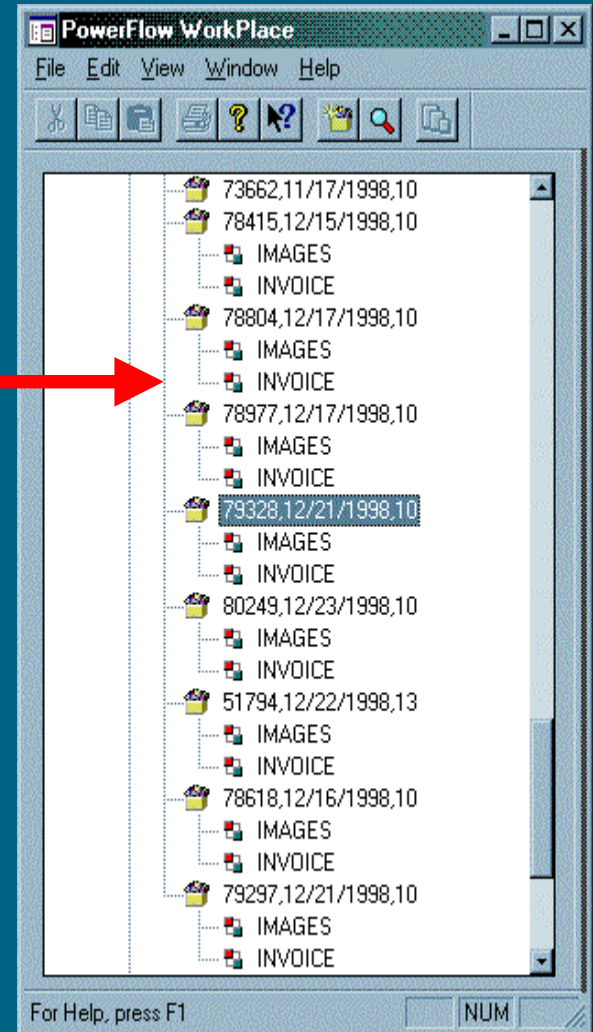 PowerFlow WorkPlace
File Edit View Window Help
73662,11/17/1998,10
78415,12/15/1998,10
IMAGES
INVOICE
78804,12/17/1998,10
IMAGES
INVOICE
78977,12/17/1998,10
IMAGES
INVOICE
79328,12/21/1998,10
IMAGES
INVOICE
80249,12/23/1998,10
IMAGES
INVOICE
51794,12/22/1998,13
IMAGES
INVOICE
78618,12/16/1998,10
IMAGES
INVOICE
79297,12/21/1998,10
IMAGES
INVOICE
For Help, press F1 NUM